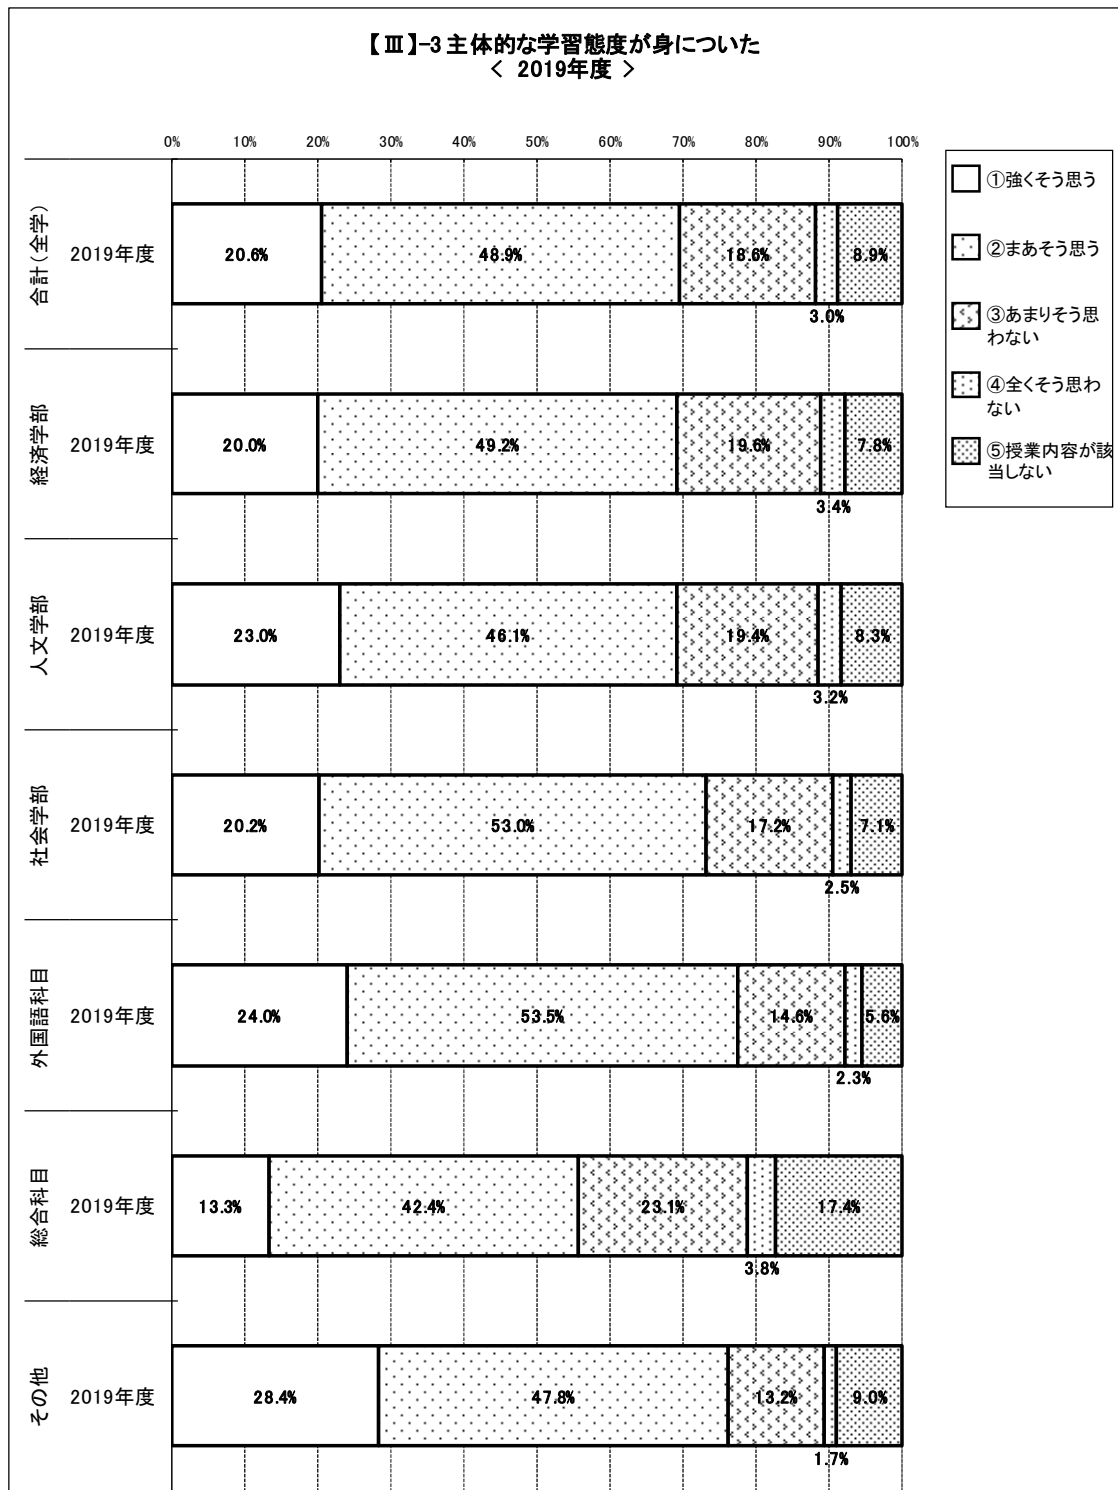 【Ⅲ】-3 主体的な学習態度が身についた
< 2019年度 >
0% 10% 20% 30% 40% 50% 60% 70% 80% 90% 100%
①強くそう思う
②まあそう思う
③あまりそう思
わない
④全くそう思わ
ない
⑤授業内容が該
当しない
合計(全学)
2019年度
20.6% 48.9% 18.6% 8.9%
3.0%
経済学部
2019年度
20.0% 49.2% 19.6% 7.8%
3.4%
人文学部
2019年度
23.0% 46.1% 19.4% 8.3%
3.2%
社会学部
2019年度
20.2% 53.0% 17.2% 7.1%
2.5%
外国語科目
2019年度
24.0% 53.5% 14.6% 5.6%
2.3%
総合科目
2019年度
13.3% 42.4% 23.1% 17.4%
3.8%
その他
2019年度
28.4% 47.8% 13.2% 9.0%
1.7%